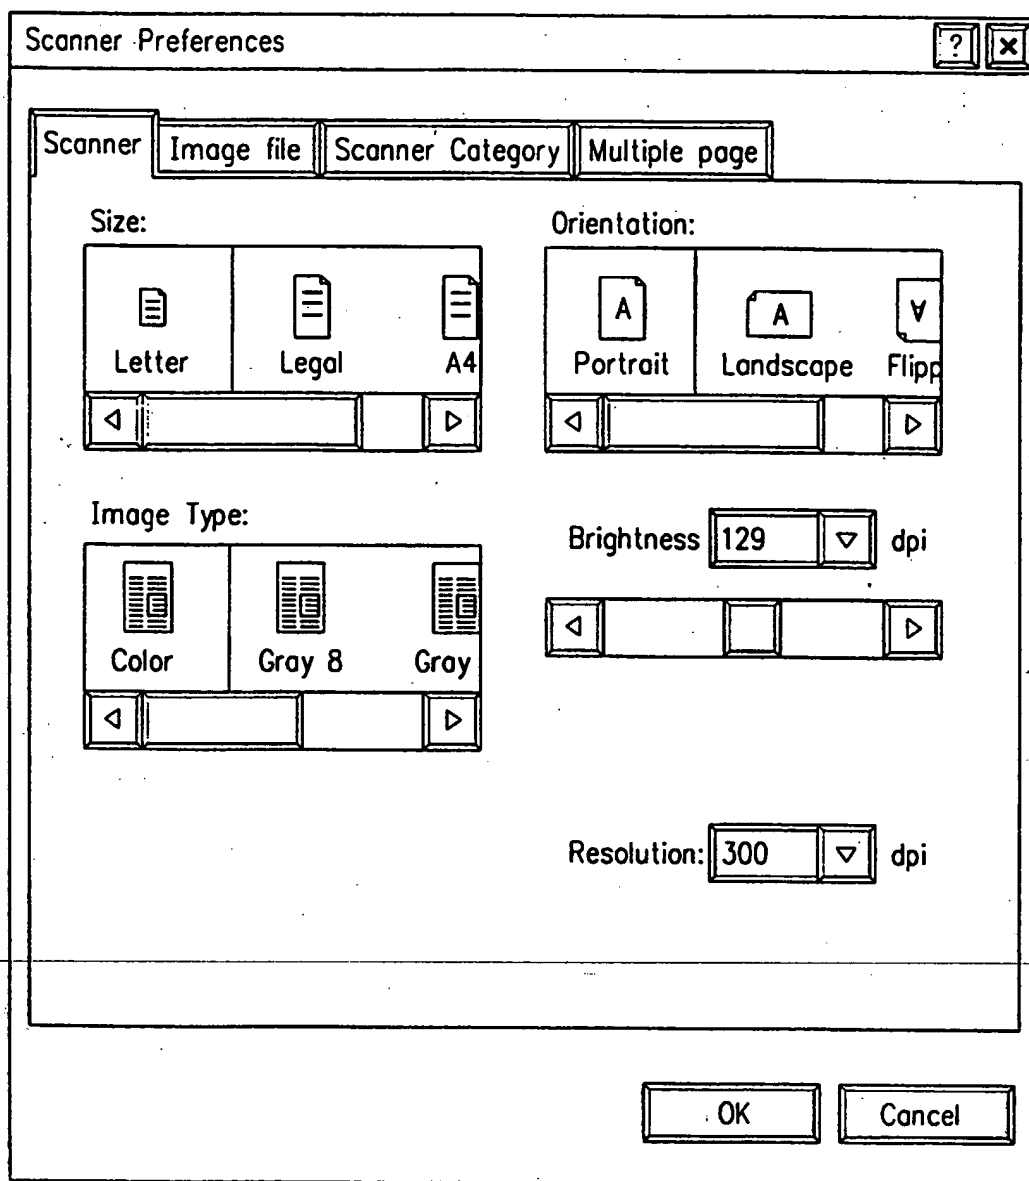 Scanner Preferences ? ×
Scanner Image file Scanner Category Multiple page
Size:
Letter Legal A4
Orientation:
A A A
Portrait Landscape Flipp
Image Type:
Color Gray 8 Gray
Brightness 129 dpi
Resolution: 300 dpi
OK Cancel